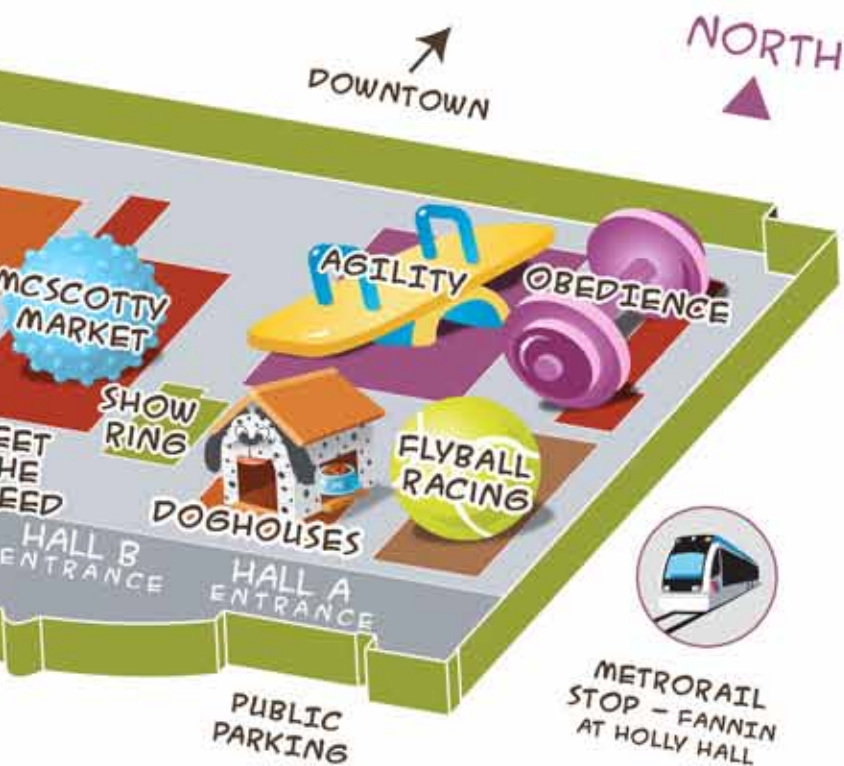 NORTH
DOWNTOWN
MCSCOTTY
MARKET
AGILITY
OBEDIENCE
SHOW
RING
FLYBALL
RACING
DOGHOUSES
HALL B
ENTRANCE
HALL A
ENTRANCE
PUBLIC
PARKING
METRORAIL
STOP - FANNIN
AT HOLLY HALL